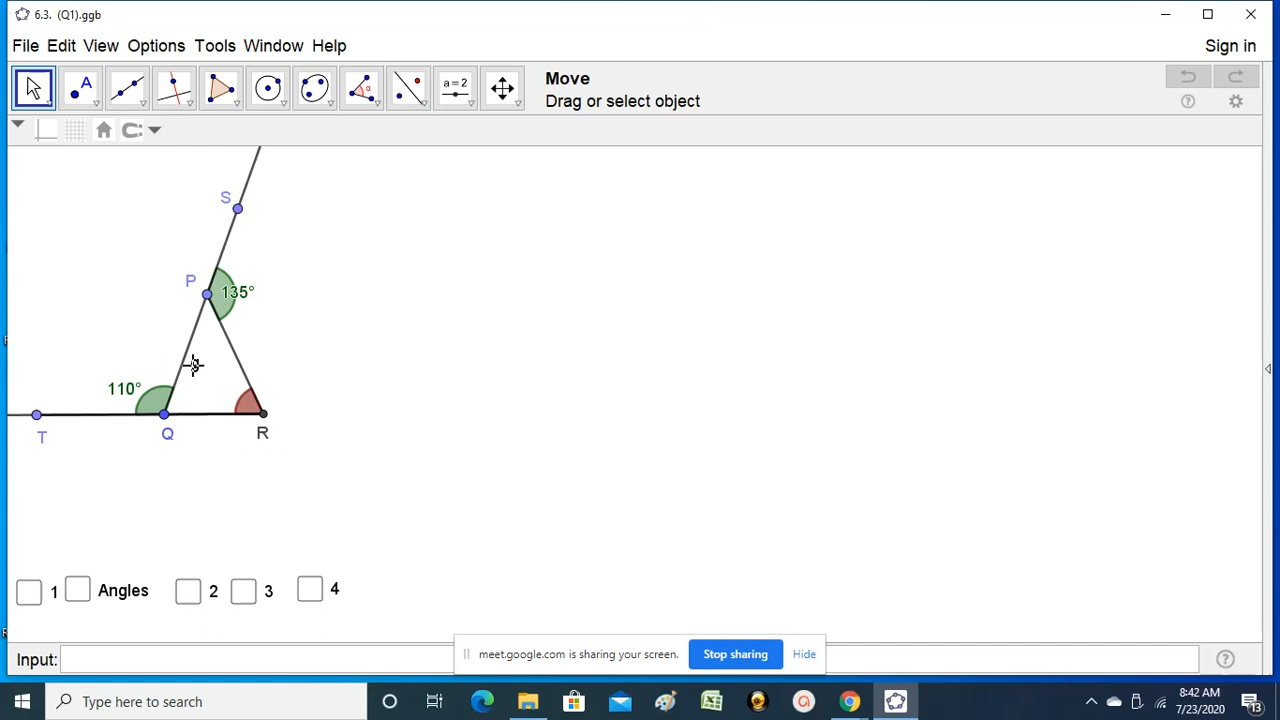 6.3. (Q1).ggb
File Edit View Options Tools Window Help
Sign in
A
α
a=2
Move
Drag or select object
S
P
135°
110°
T
Q
R
1
Angles
2
3
4
Input:
meet.google.com is sharing your screen.
Stop sharing
Hide
Type here to search
8:42 AM
7/23/2020
13